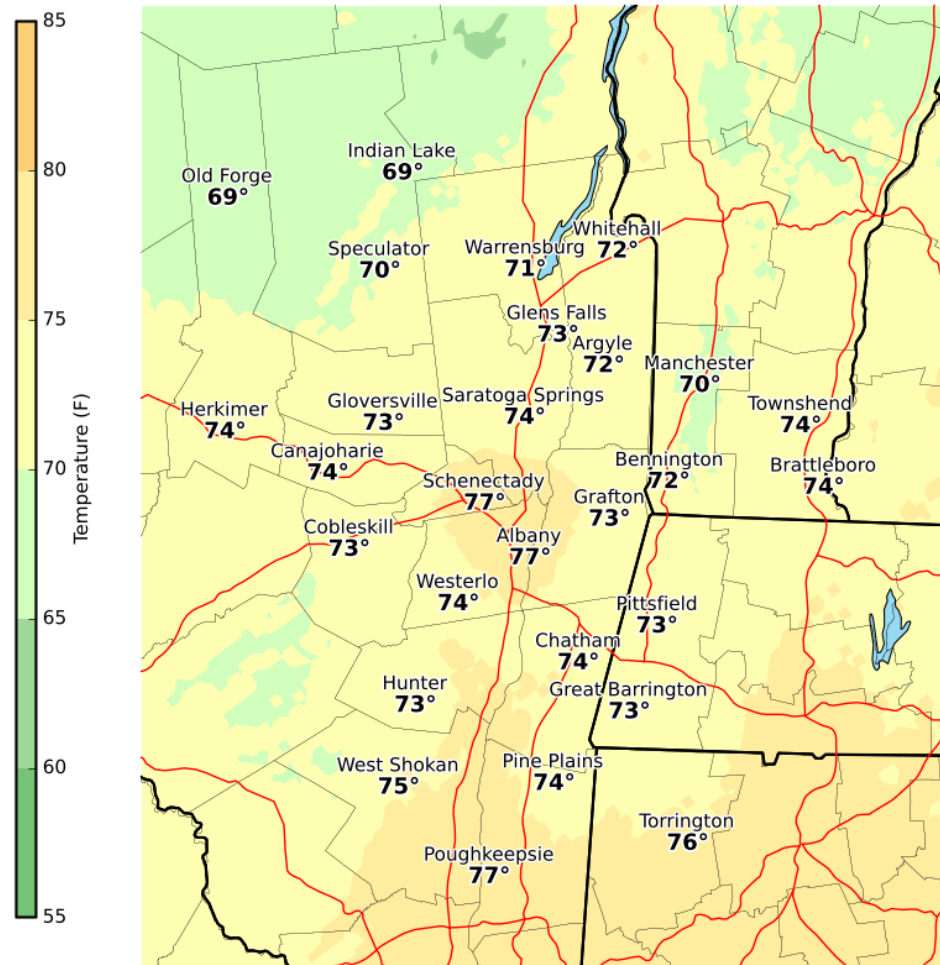 85
80
75
70
65
60
55
Temperature (F)
Indian Lake
69°
Old Forge
69°
Whitehall
72°
Speculator
70°
Warrensburg
71°
Glens Falls
73°
Argyle
72°
Manchester
70°
Saratoga Springs
74°
Gloversville
73°
Townshend
74°
Herkimer
74°
Canajoharie
74°
Bennington
72°
Brattleboro
74°
Schenectady
77°
Grafton
73°
Cobleskill
73°
Albany
77°
Westerlo
74°
Pittsfield
73°
Chatham
74°
Hunter
73°
Great Barrington
73°
West Shokan
75°
Pine Plains
74°
Torrington
76°
Poughkeepsie
77°